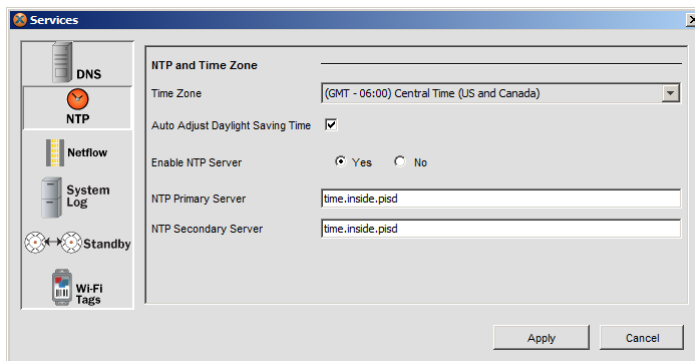 Services
DNS
NTP
Netflow
System
Log
Standby
Wi-Fi
Tags
NTP and Time Zone
Time Zone
(GMT - 06:00) Central Time (US and Canada)
Auto Adjust Daylight Saving Time
Enable NTP Server
Yes
No
NTP Primary Server
time.inside.pisd
NTP Secondary Server
time.inside.pisd
Apply
Cancel